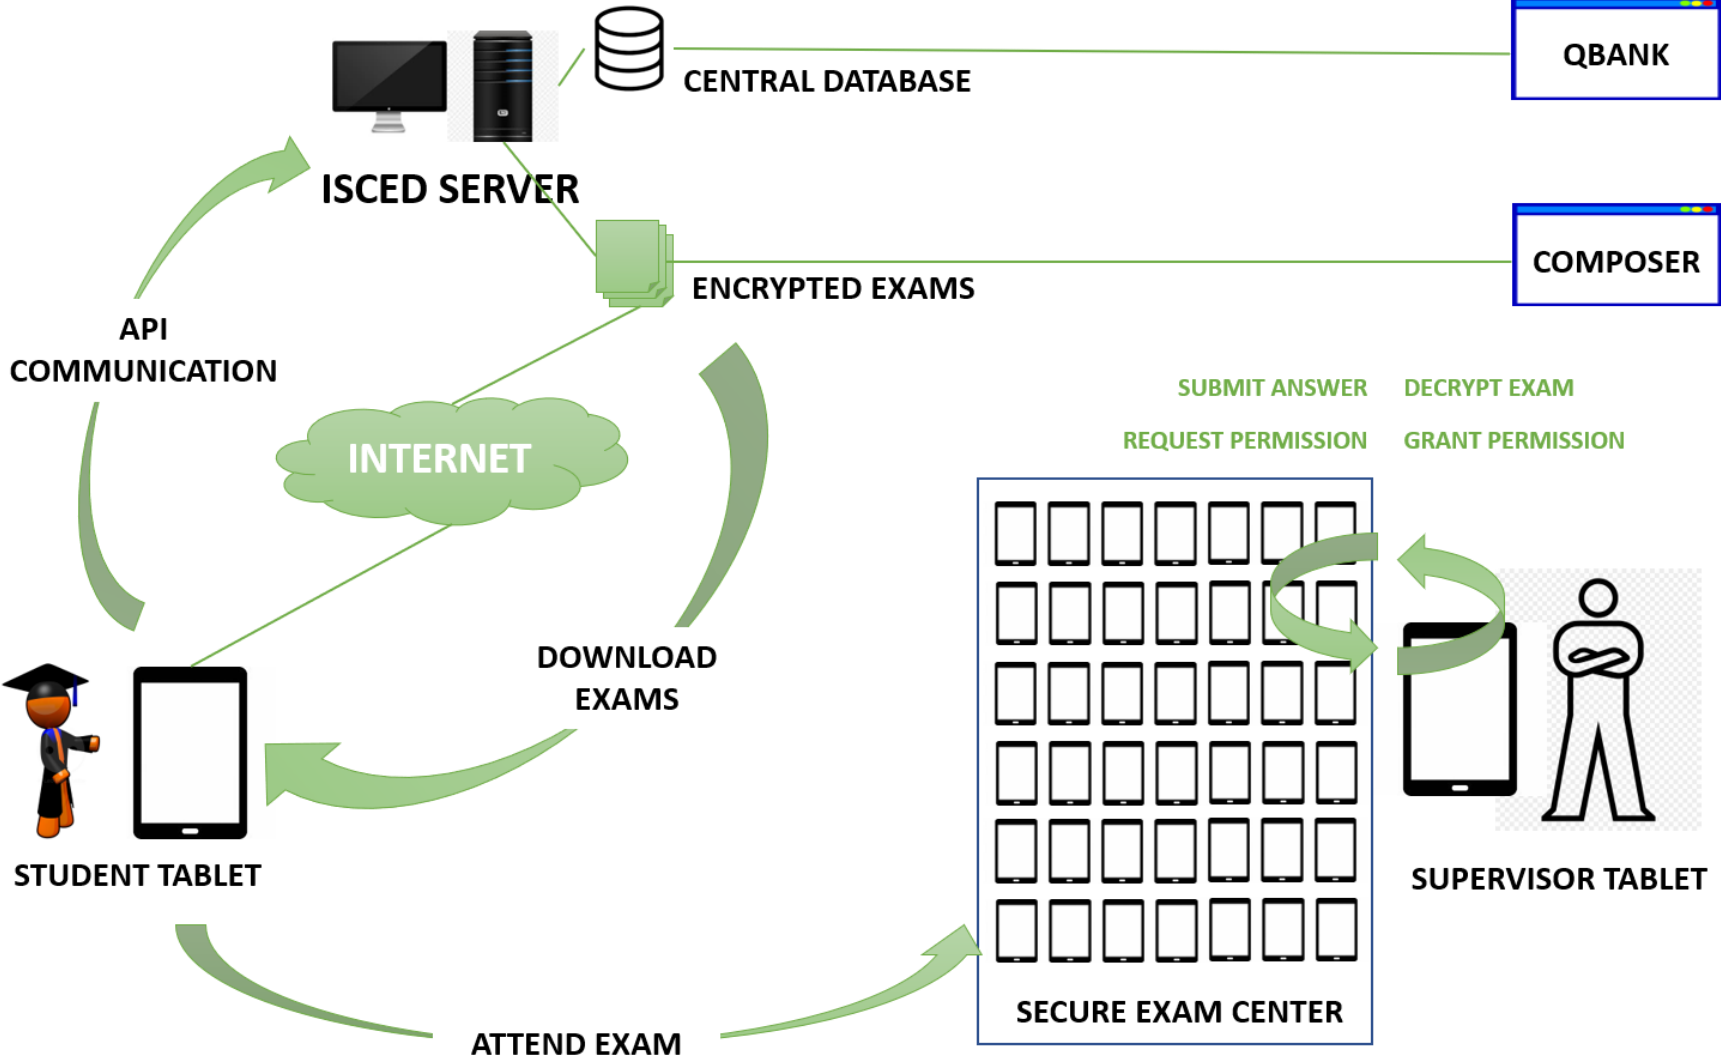 QBANK
CENTRAL DATABASE
ISCED SERVER
COMPOSER
ENCRYPTED EXAMS
API
COMMUNICATION
SUBMIT ANSWER
DECRYPT EXAM
REQUEST PERMISSION
GRANT PERMISSION
INTERNET
DOWNLOAD
EXAMS
STUDENT TABLET
SUPERVISOR TABLET
SECURE EXAM CENTER
ATTEND EXAM